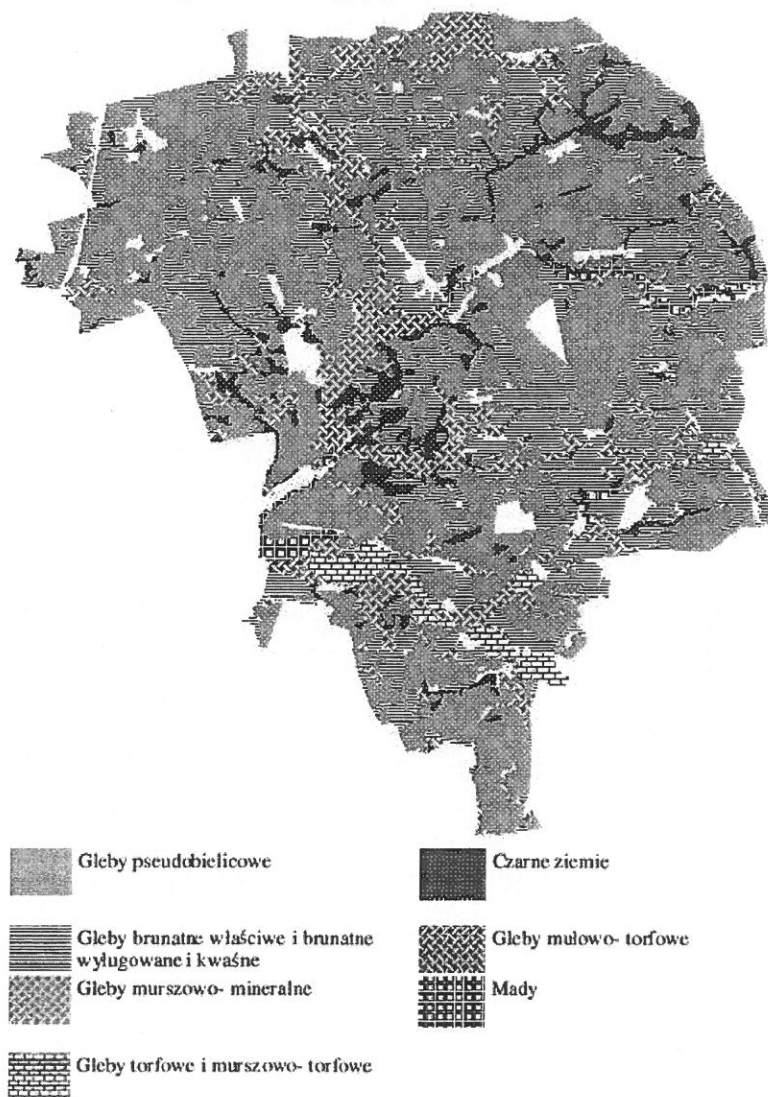 Gleby pseudobielicowe
Gleby brunatne właściwe i brunatne
wyługowane i kwaśne
Gleby murszowo- mineralne
Gleby torfowe i murszowo- torfowe
Czarne ziemie
Gleby mułowo- torfowe
Mady